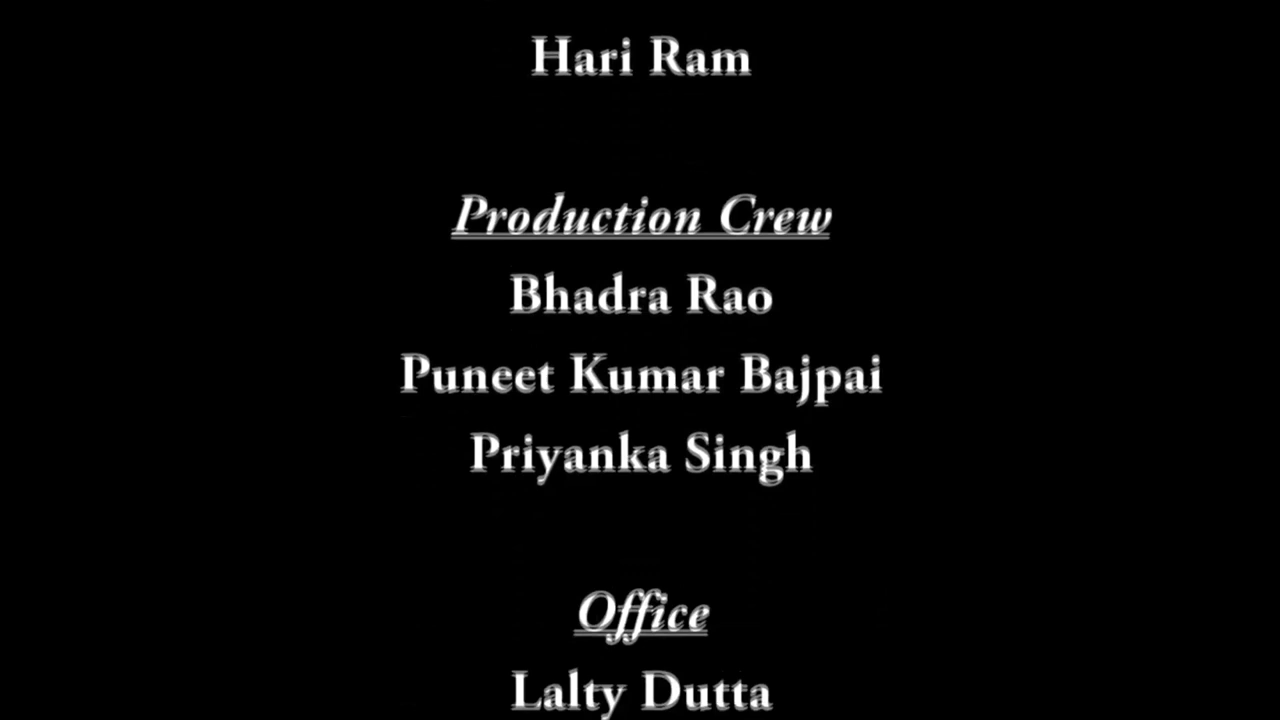 Hari Ram
Production Crew
Bhadra Rao
Puneet Kumar Bajpai
Priyanka Singh
Office
Lalty Dutta